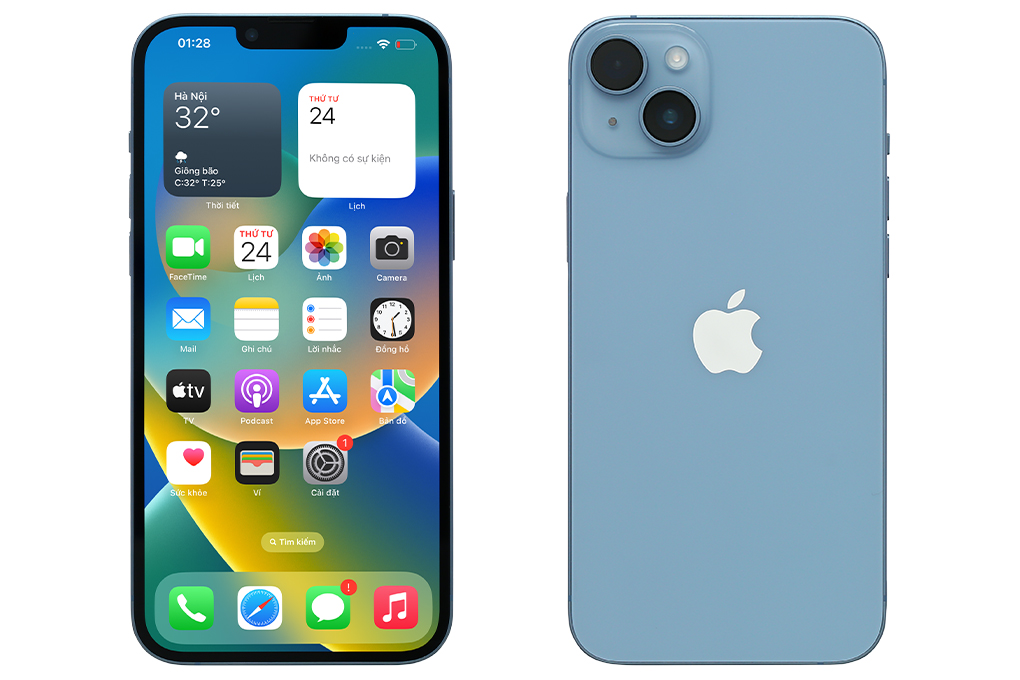 01:28
Hà Nội
32°
Giông bão
C:32° T:25°
Thời tiết
THỨ TƯ
24
Không có sự kiện
Lịch
FaceTime
THỨ TƯ
24
Lịch
Ảnh
Camera
Mail
Ghi chú
Lời nhắc
Đồng hồ
tv
TV
Podcast
App Store
Bản đồ
Sức khỏe
Ví
1
Cài đặt
Tìm kiếm
!